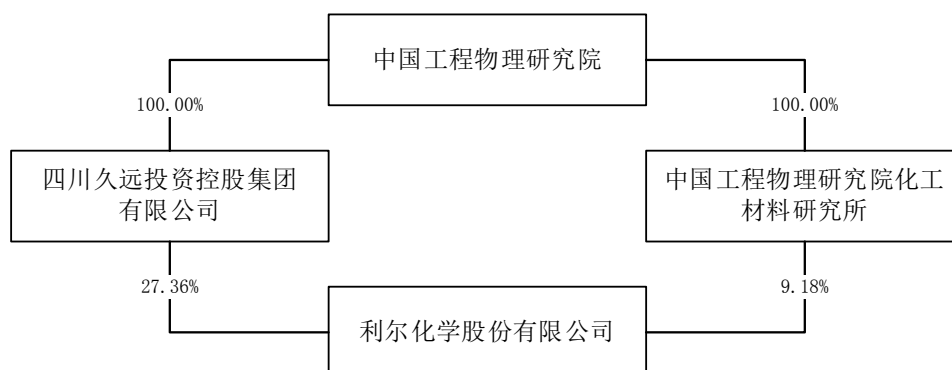 中国工程物理研究院
100.00%
100.00%
四川久远投资控股集团
有限公司
中国工程物理研究院化工
材料研究所
27.36%
9.18%
利尔化学股份有限公司